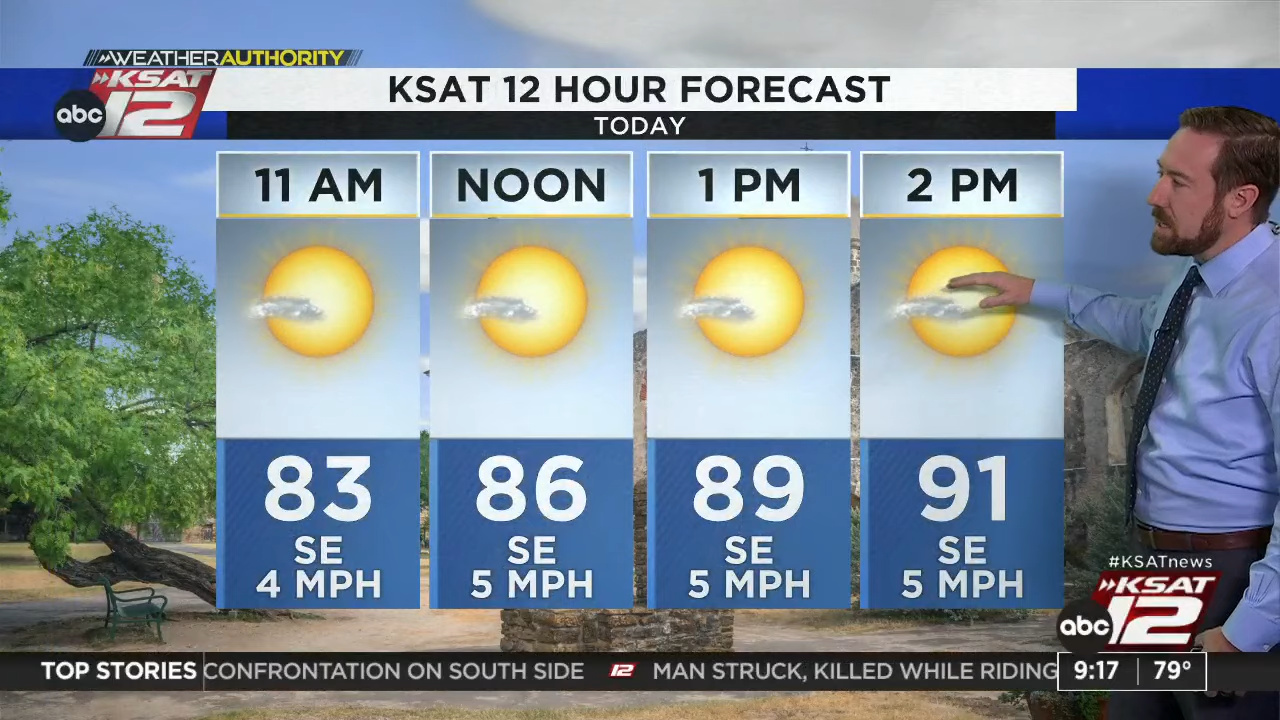 WEATHERAUTHORITY
KSAT
abc 12
KSAT 12 HOUR FORECAST
TODAY
11 AM
NOON
1 PM
2 PM
83
SE
4 MPH
86
SE
5 MPH
89
SE
5 MPH
91
SE
5 MPH
#KSATnews
KSAT
abc 12
TOP STORIES CONFRONTATION ON SOUTH SIDE 12 MAN STRUCK, KILLED WHILE RIDING 9:17 79°